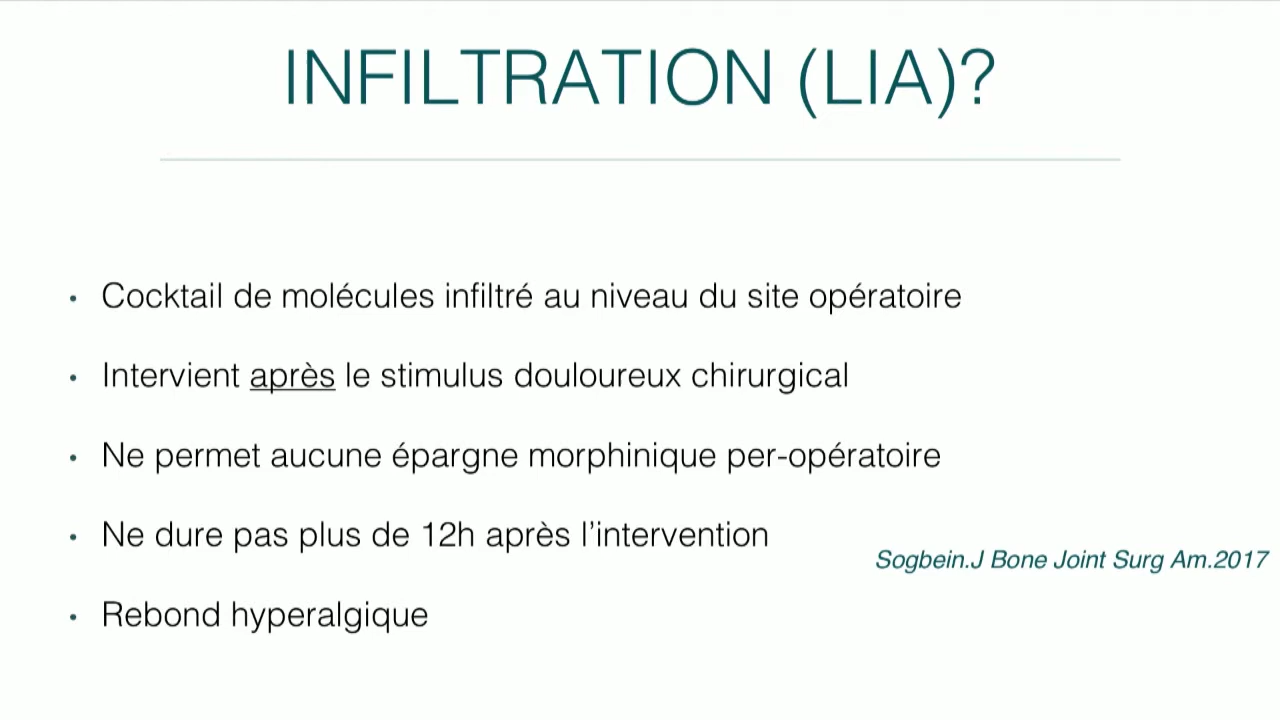 INFILTRATION (LIA)?
• Cocktail de molécules infiltré au niveau du site opératoire
• Intervient après le stimulus douloureux chirurgical
• Ne permet aucune épargne morphinique per-opératoire
• Ne dure pas plus de 12h après l’intervention
Sogbein.J Bone Joint Surg Am.2017
• Rebond hyperalgique